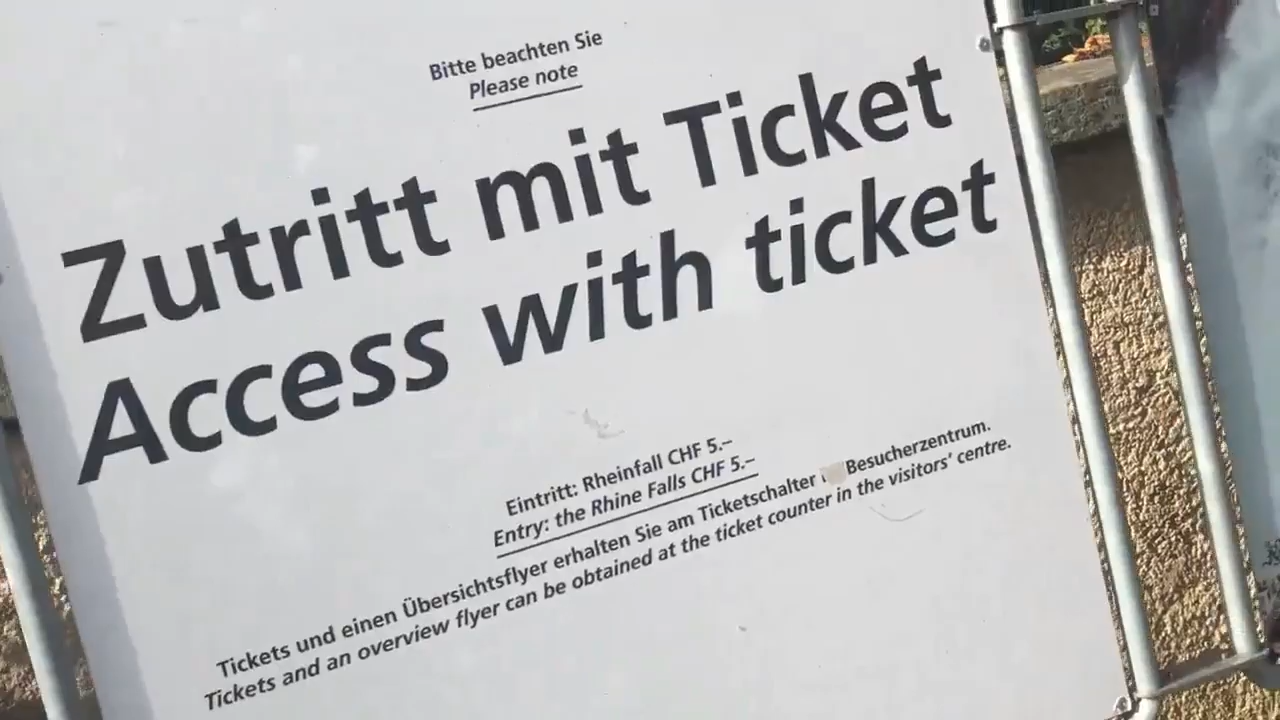 Bitte beachten Sie
Please note
Zutritt mit Ticket
Access with ticket
Eintritt: Rheinfall CHF 5.–
Entry: the Rhine Falls CHF 5.–
Tickets und einen Übersichtsflyer erhalten Sie am Ticketschalter Besucherzentrum.
Tickets and an overview flyer can be obtained at the ticket counter in the visitors' centre.